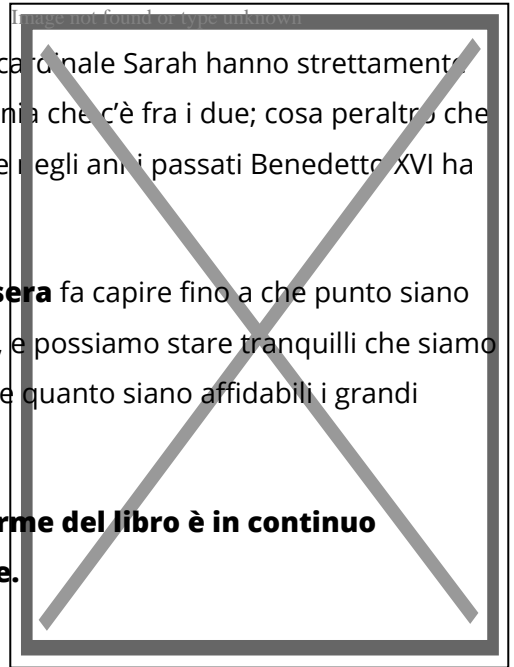 Image not found or type unknown
cardinale Sarah hanno strettamente
nia che c'è fra i due; cosa peraltro che
e negli anni passati Benedetto XVI ha
sera fa capire fino a che punto siano
, e possiamo stare tranquilli che siamo
e quanto siano affidabili i grandi
rme del libro è in continuo
e.